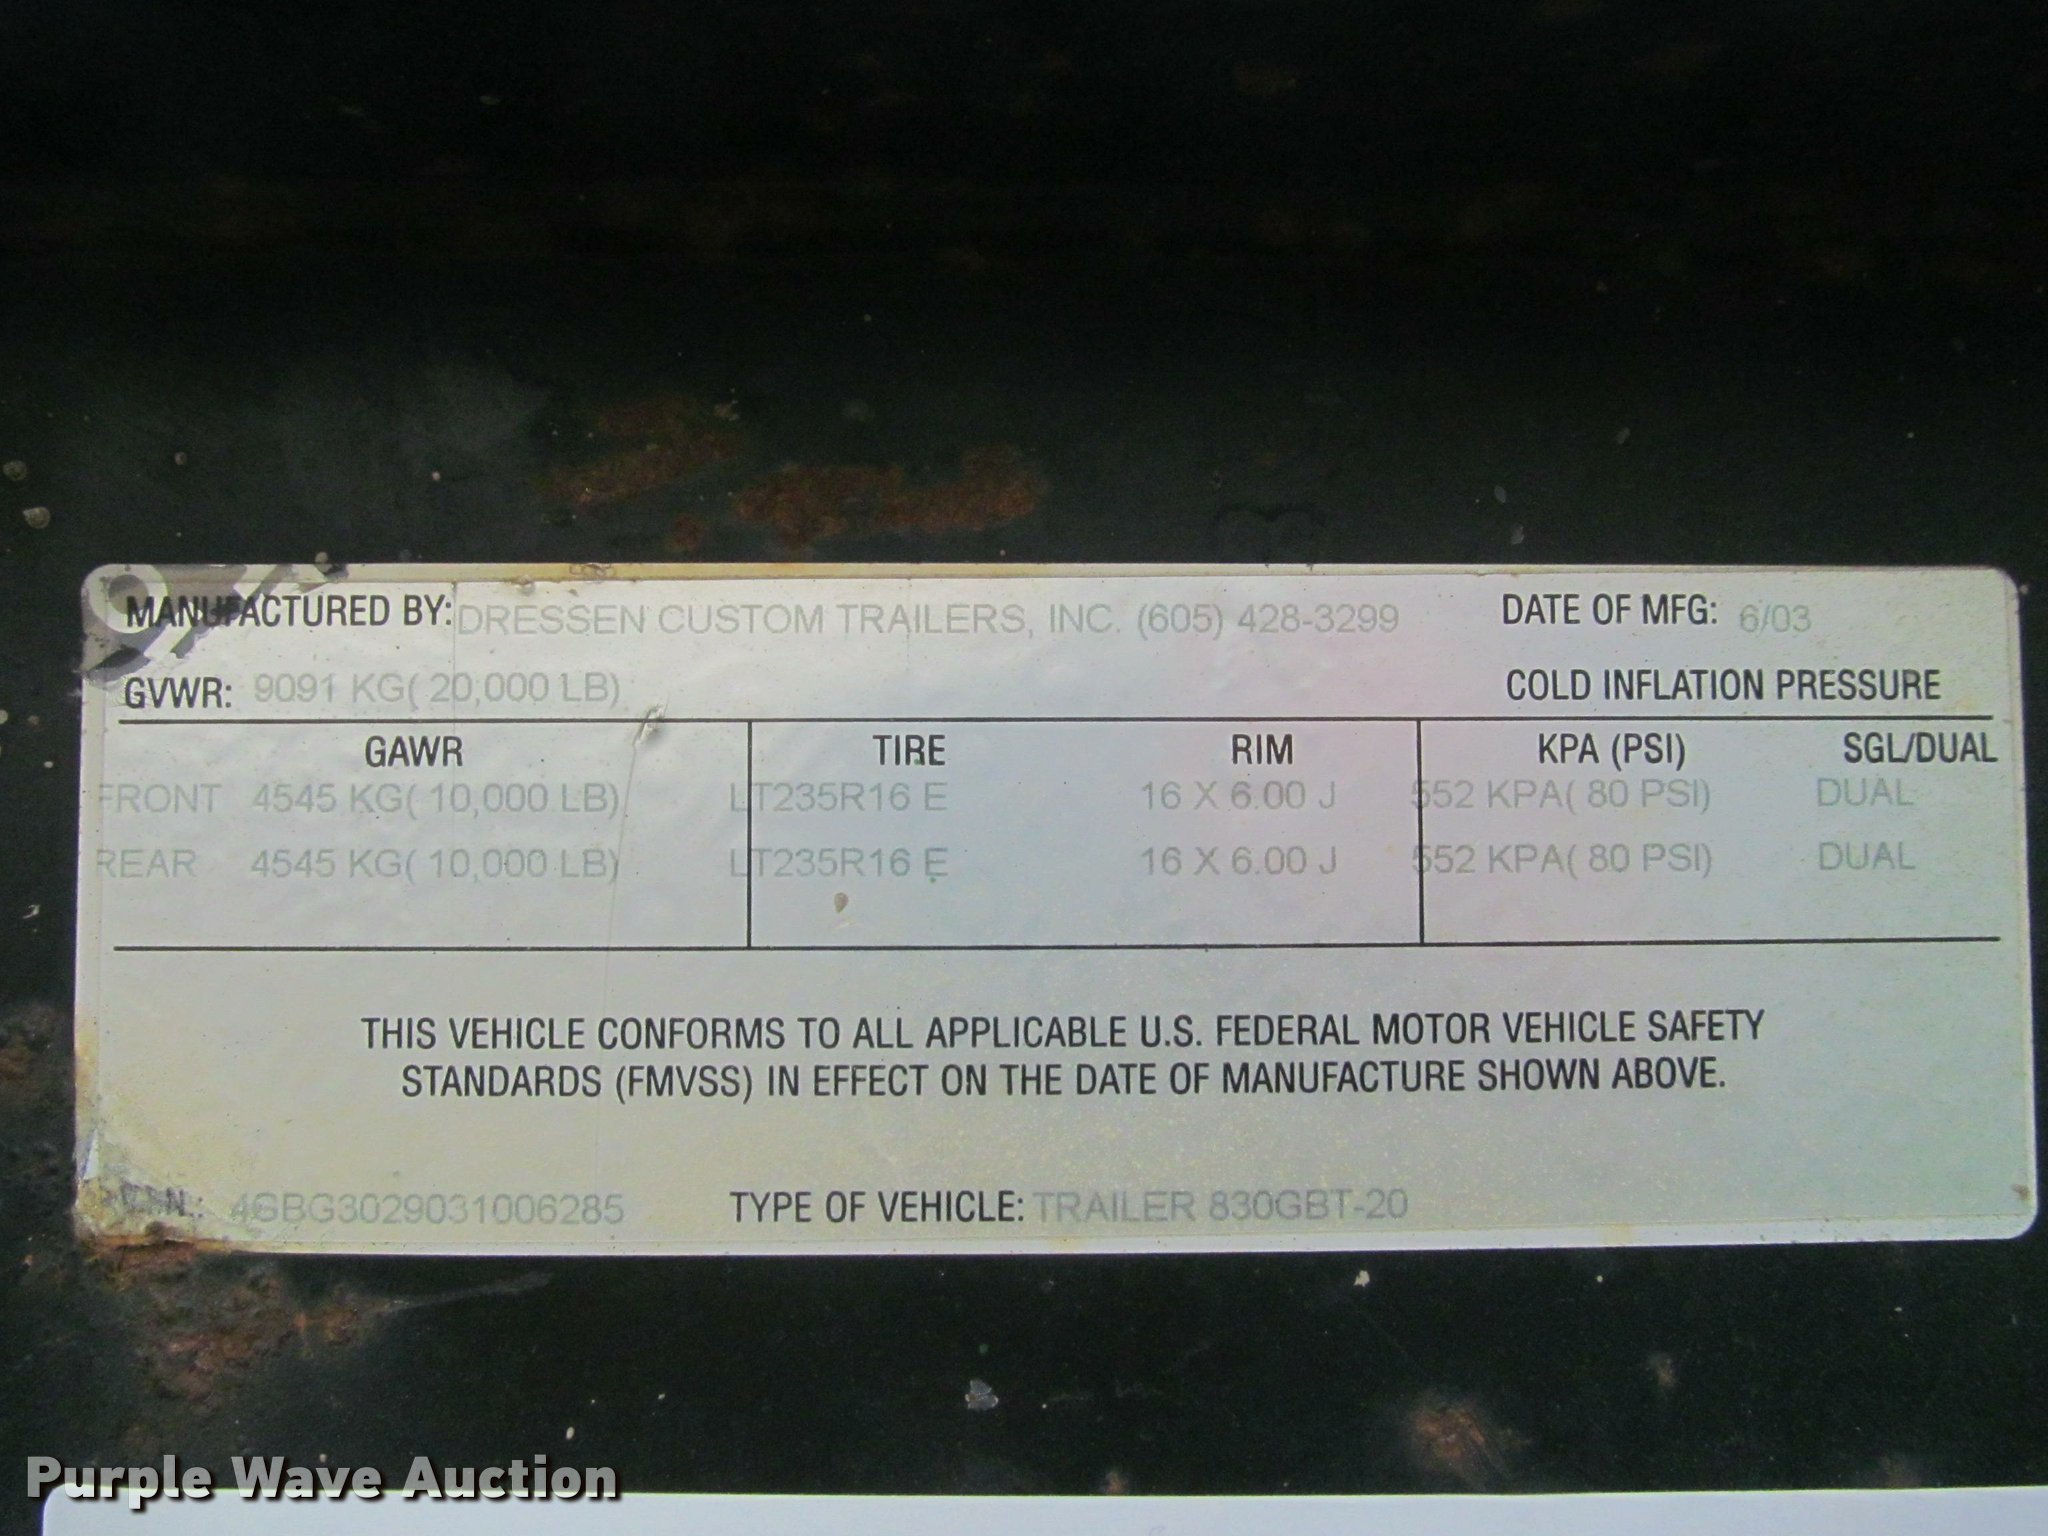 MANUFACTURED BY: DRESSEN CUSTOM TRAILERS, INC. (605) 428-3299 DATE OF MFG: 6/03
GVWR: 9091 KG( 20,000 LB) COLD INFLATION PRESSURE
GAWR TIRE RIM KPA (PSI) SGL/DUAL
FRONT 4545 KG( 10,000 LB) LT235R16 E 16 X 6.00 J 552 KPA( 80 PSI) DUAL
REAR 4545 KG( 10,000 LB) LT235R16 E 16 X 6.00 J 552 KPA( 80 PSI) DUAL
THIS VEHICLE CONFORMS TO ALL APPLICABLE U.S. FEDERAL MOTOR VEHICLE SAFETY
STANDARDS (FMVSS) IN EFFECT ON THE DATE OF MANUFACTURE SHOWN ABOVE.
4GBG3029031006285 TYPE OF VEHICLE: TRAILER 830GBT-20
Purple Wave Auction